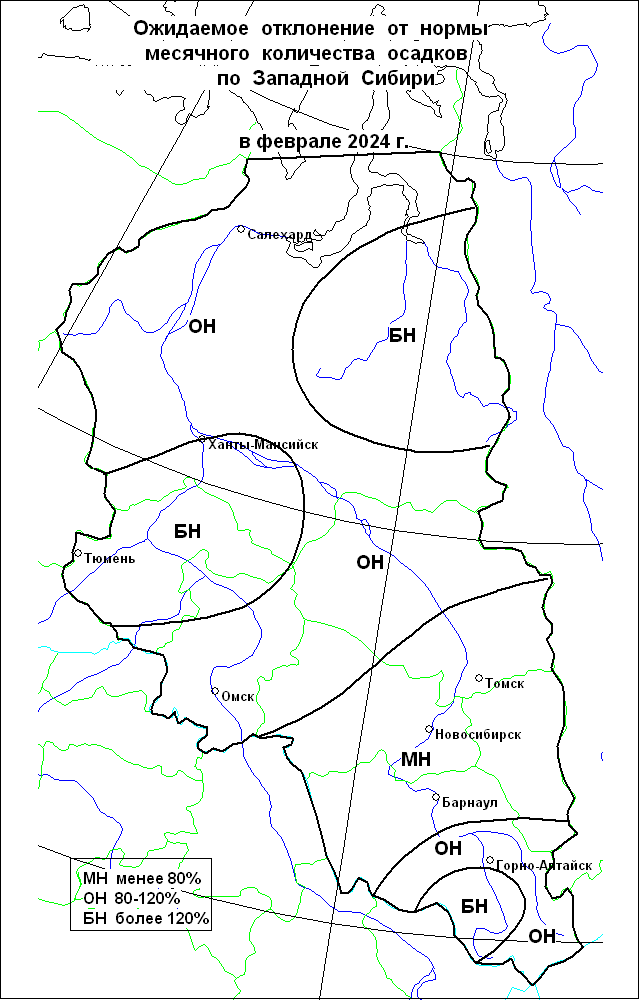 Ожидаемое отклонение от нормы
месячного количества осадков
по Западной Сибири
в феврале 2024 г.
Салехард
ОН
БН
Ханты-Мансийск
БН
Тюмень
ОН
Томск
Омск
Новосибирск
МН
Барнаул
ОН
Горно-Алтайск
МН менее 80%
ОН 80-120%
БН более 120%
БН
ОН